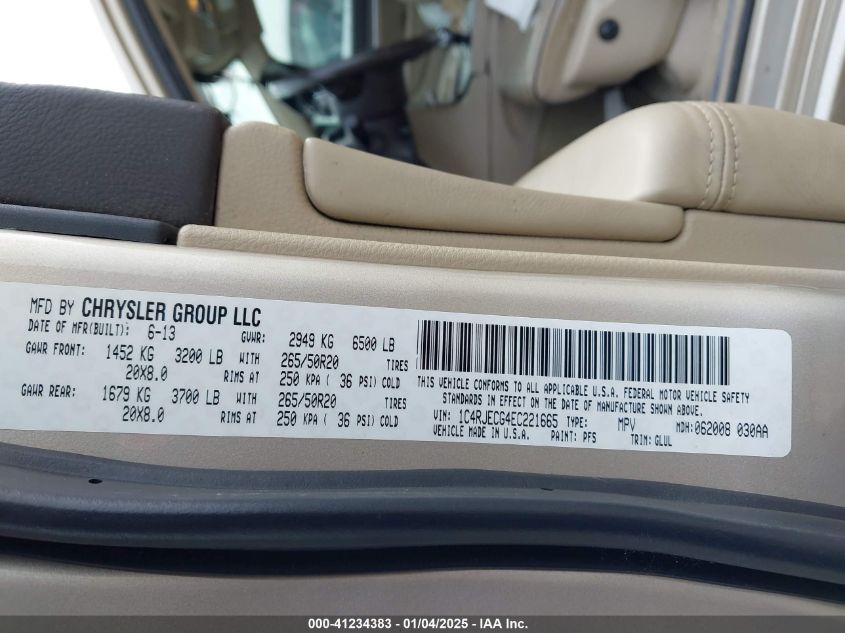 MFD BY CHRYSLER GROUP LLC
DATE OF MFR(BUILT): 6-13 GVWR: 2949 KG 6500 LB
GAWR FRONT: 1452 KG 3200 LB WITH 265/50R20 TIRES
20X8.0 RIMS AT 250 KPA ( 36 PSI) COLD
GAWR REAR: 1679 KG 3700 LB WITH 265/50R20 TIRES
20X8.0 RIMS AT 250 KPA ( 36 PSI) COLD
THIS VEHICLE CONFORMS TO ALL APPLICABLE U.S.A. FEDERAL MOTOR VEHICLE SAFETY
STANDARDS IN EFFECT ON THE DATE OF MANUFACTURE SHOWN ABOVE.
VIN: 1C4RJECG4EC221665 TYPE: MPV MDH:062008 030AA
VEHICLE MADE IN U.S.A. PAINT: PFS TRIM: GLUL
000-41234383 - 01/04/2025 - IAA Inc.